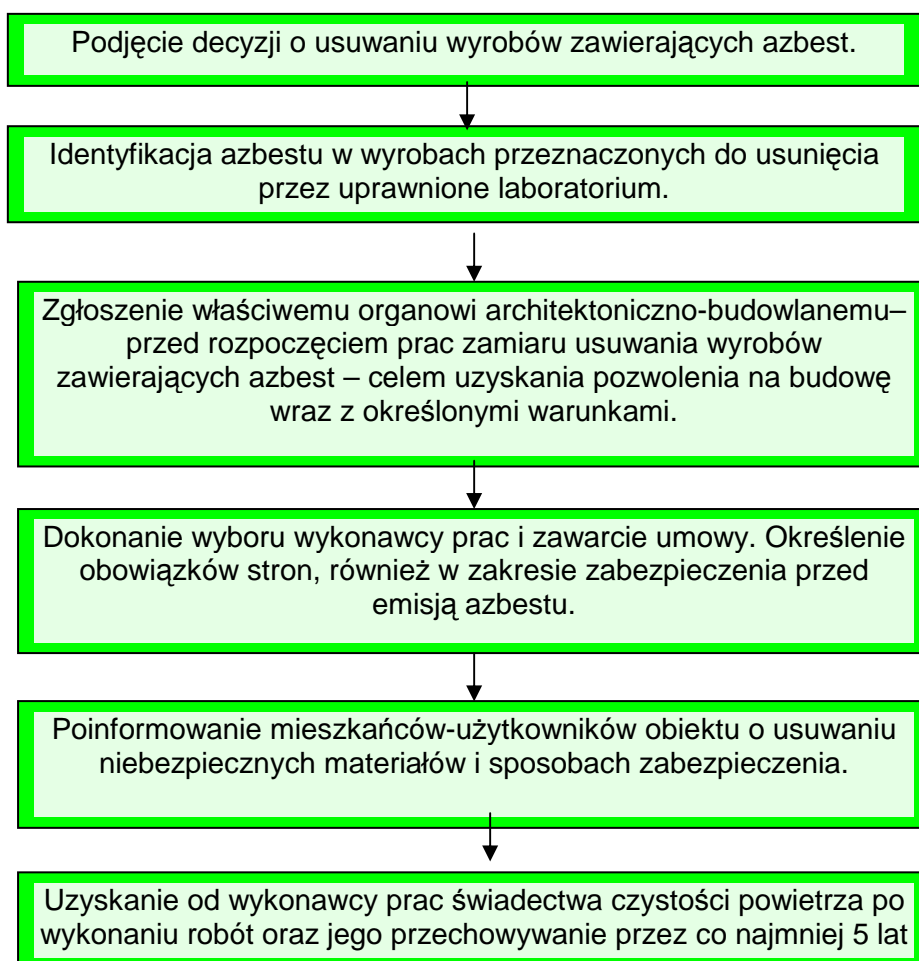 Podjęcie decyzji o usuwaniu wyrobów zawierających azbest.
Identyfikacja azbestu w wyrobach przeznaczonych do usunięcia
przez uprawnione laboratorium.
Zgłoszenie właściwemu organowi architektoniczno-budowlanemu–
przed rozpoczęciem prac zamiaru usuwania wyrobów
zawierających azbest – celem uzyskania pozwolenia na budowę
wraz z określonymi warunkami.
Dokonanie wyboru wykonawcy prac i zawarcie umowy. Określenie
obowiązków stron, również w zakresie zabezpieczenia przed
emisją azbestu.
Poinformowanie mieszkańców-użytkowników obiektu o usuwaniu
niebezpiecznych materiałów i sposobach zabezpieczenia.
Uzyskanie od wykonawcy prac świadectwa czystości powietrza po
wykonaniu robót oraz jego przechowywanie przez co najmniej 5 lat